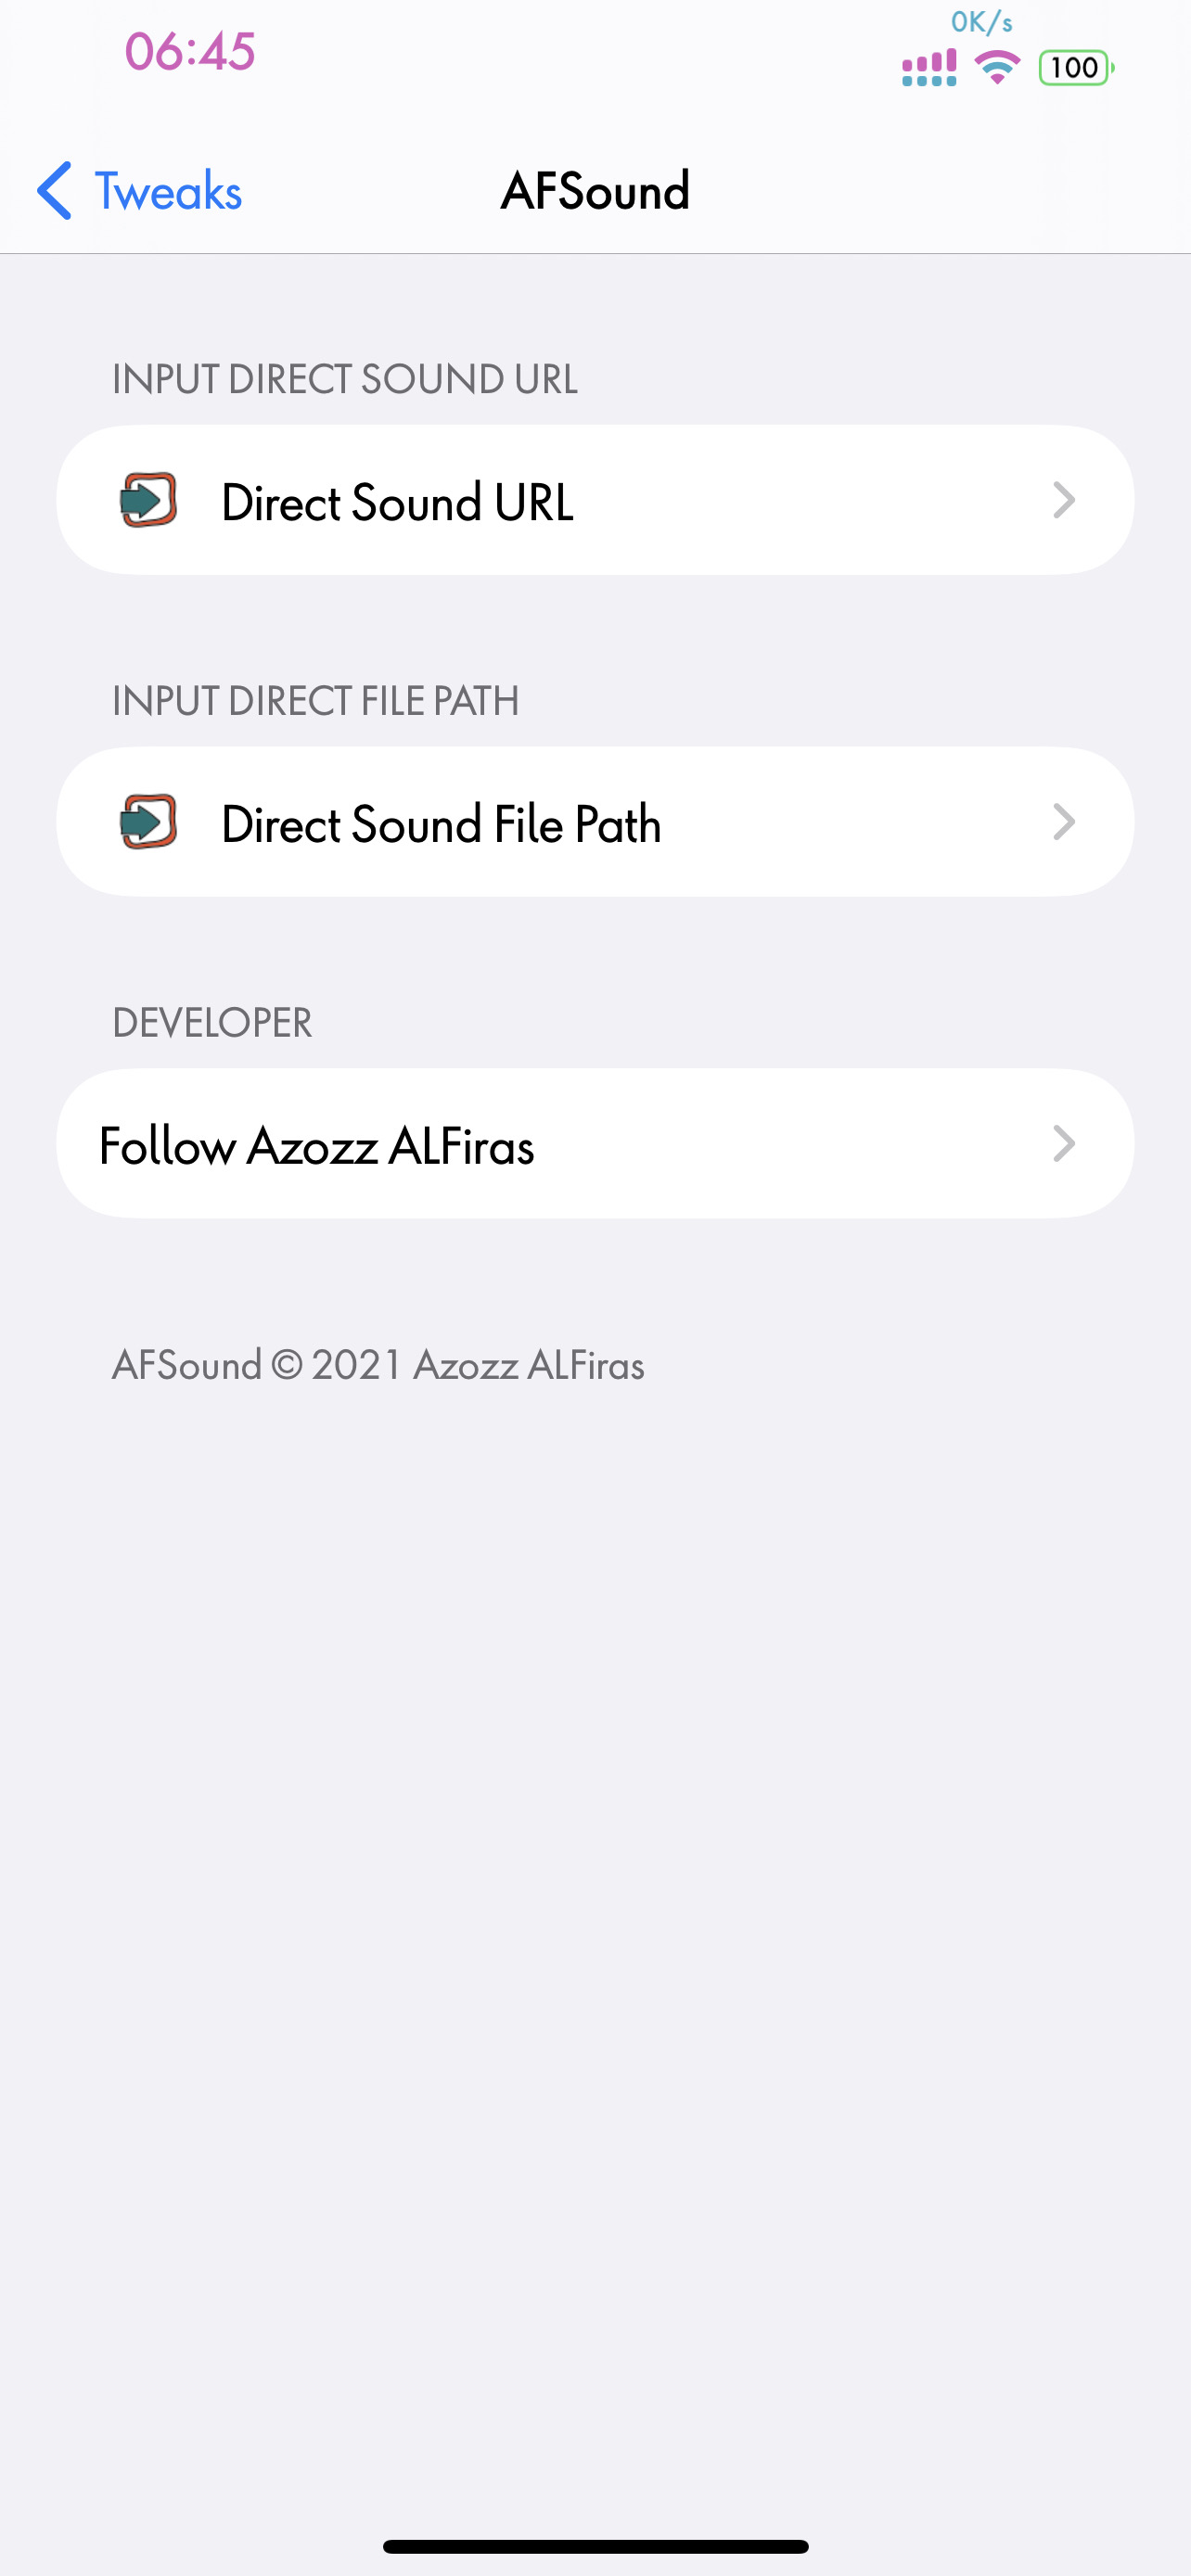 06:45
0K/s
100
Tweaks
AFSound
INPUT DIRECT SOUND URL
Direct Sound URL
INPUT DIRECT FILE PATH
Direct Sound File Path
DEVELOPER
Follow Azozz ALFiras
AFSound © 2021 Azozz ALFiras